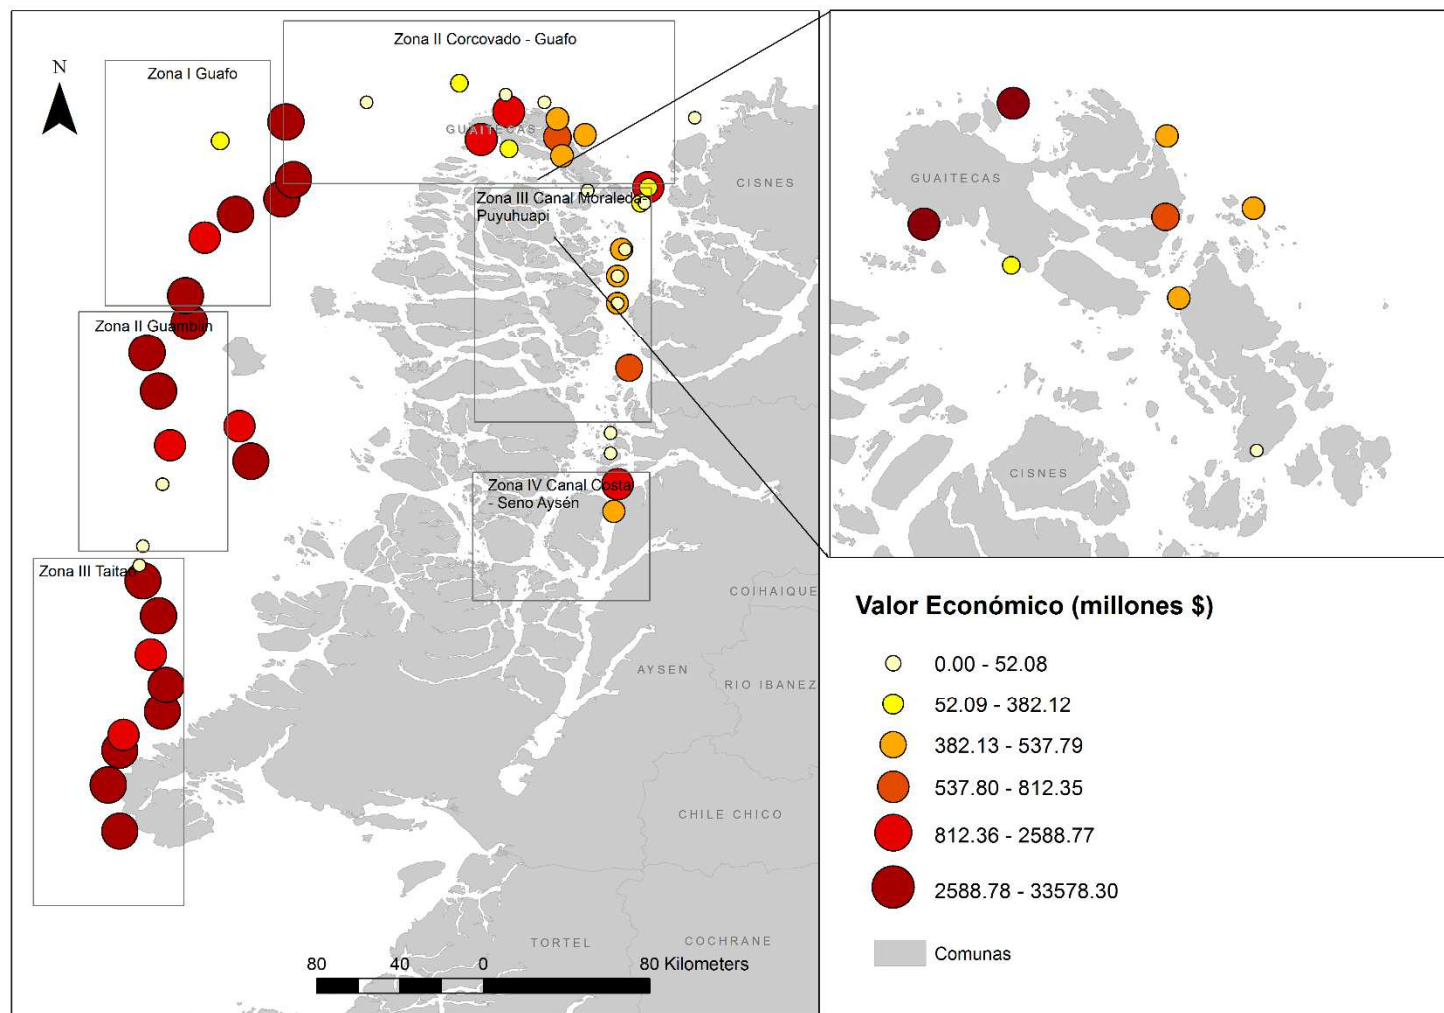 Zona II Corcovado - Guafo
Zona I Guafo
N
GUAITECAS
CISNES
Zona III Canal Moraleda-
Puyuhuapi
Zona II Guamblin
Zona IV Canal Costa
- Seno Aysén
Zona III Taitao
COIHAIQUE
AYSEN
RIO IBANEZ
CHILE CHICO
TORTEL
COCHRANE
80 40 0 80 Kilometers
GUAITECAS
CISNES
Valor Económico (millones $)
0.00 - 52.08
52.09 - 382.12
382.13 - 537.79
537.80 - 812.35
812.36 - 2588.77
2588.78 - 33578.30
Comunas